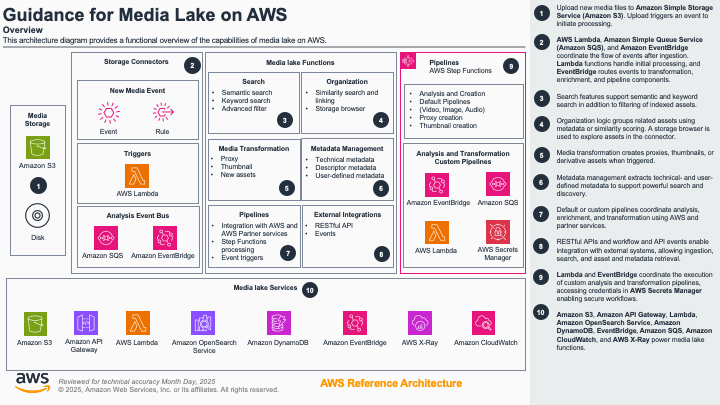 Guidance for Media Lake on AWS
Overview
This architecture diagram provides a functional overview of the capabilities of media lake on AWS.
Media
Storage
Amazon S3
1
Disk
Storage Connectors
2
New Media Event
Event
Rule
Triggers
AWS Lambda
Analysis Event Bus
Amazon SQS
Amazon EventBridge
Media lake Functions
Search
• Semantic search
• Keyword search
• Advanced filter
3
Organization
• Similarity search and
linking
• Storage browser
4
Media Transformation
• Proxy
• Thumbnail
• New assets
5
Metadata Management
• Technical metadata
• Descriptor metadata
• User-defined metadata
6
Pipelines
• Integration with AWS and
AWS Partner services
• Step Functions
processing
• Event triggers
7
External Integrations
• RESTful API
• Events
8
Pipelines
AWS Step Functions
9
• Analysis and Creation
• Default Pipelines
• (Video, Image, Audio)
• Proxy creation
• Thumbnail creation
Analysis and Transformation
Custom Pipelines
Amazon EventBridge
Amazon SQS
AWS Lambda
AWS Secrets
Manager
Media lake Services
10
Amazon S3
Amazon API
Gateway
AWS Lambda
Amazon OpenSearch
Service
Amazon DynamoDB
Amazon EventBridge
AWS X-Ray
Amazon CloudWatch
aws
Reviewed for technical accuracy Month Day, 2025
© 2025, Amazon Web Services, Inc. or its affiliates. All rights reserved.
AWS Reference Architecture
1
Upload new media files to Amazon Simple Storage
Service (Amazon S3). Upload triggers an event to
initiate processing.
2
AWS Lambda, Amazon Simple Queue Service
(Amazon SQS), and Amazon EventBridge
coordinate the flow of events after ingestion.
Lambda functions handle initial processing, and
EventBridge routes events to transformation,
enrichment, and pipeline components.
3
Search features support semantic and keyword
search in addition to filtering of indexed assets.
4
Organization logic groups related assets using
metadata or similarity scoring. A storage browser is
used to explore assets in the connector.
5
Media transformation creates proxies, thumbnails, or
derivative assets when triggered.
6
Metadata management extracts technical- and user-
defined metadata to support powerful search and
discovery.
7
Default or custom pipelines coordinate analysis,
enrichment, and transformation using AWS and
partner services.
8
RESTful APIs and workflow and API events enable
integration with external systems, allowing ingestion,
search, and asset and metadata retrieval.
9
Lambda and EventBridge coordinate the execution
of custom analysis and transformation pipelines,
accessing credentials in AWS Secrets Manager
enabling secure workflows.
10
Amazon S3, Amazon API Gateway, Lambda,
Amazon OpenSearch Service, Amazon
DynamoDB, EventBridge, Amazon SQS, Amazon
CloudWatch, and AWS X-Ray power media lake
functions.